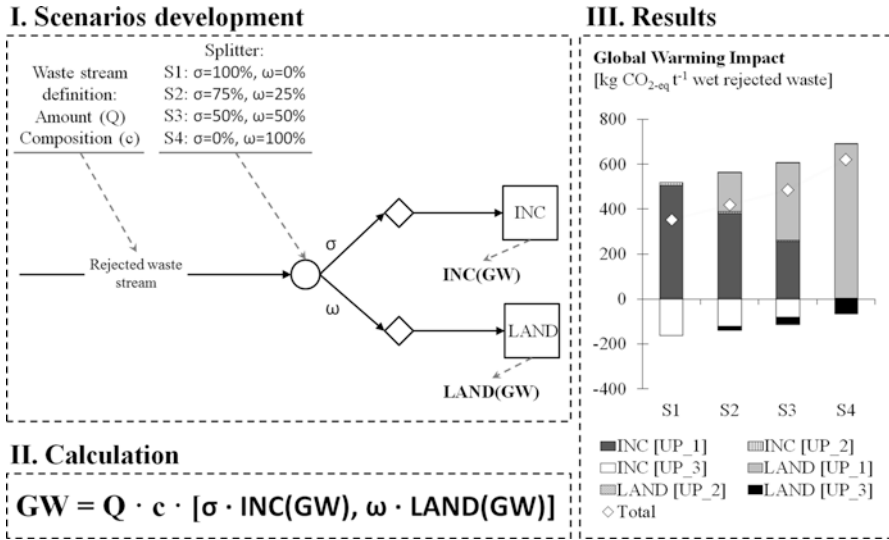 I. Scenarios development
Waste stream
definition:
Amount (Q)
Composition (c)
Splitter:
S1: σ=100%, ω=0%
S2: σ=75%, ω=25%
S3: σ=50%, ω=50%
S4: σ=0%, ω=100%
Rejected waste
stream
σ
ω
INC
INC(GW)
LAND
LAND(GW)
II. Calculation
GW = Q · c · [σ · INC(GW), ω · LAND(GW)]
III. Results
Global Warming Impact
[kg CO2-eq t-1 wet rejected waste]
800
600
400
200
0
-200
-400
S1 S2 S3 S4
INC [UP_1] INC [UP_2]
INC [UP_3] LAND [UP_1]
LAND [UP_2] LAND [UP_3]
Total